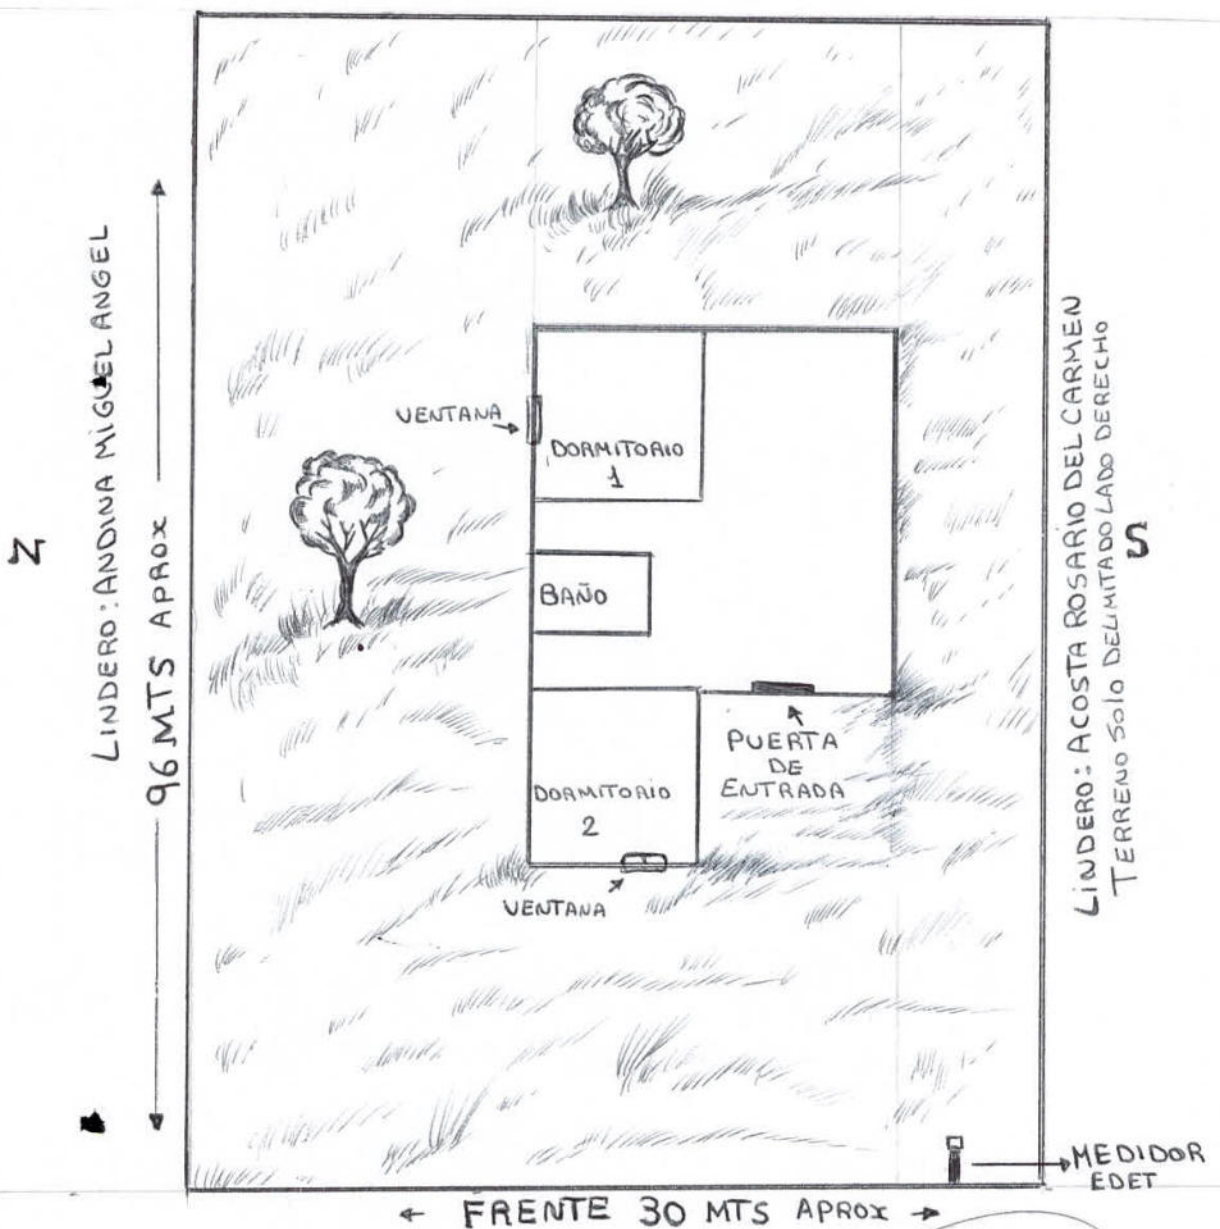 N
LINDERO: ANDINA MIGUEL ANGEL
96 MTS APROX
VENTANA
DORMITORIO
1
BAÑO
DORMITORIO
2
VENTANA
PUERTA
DE
ENTRADA
LINDERO: ACOSTA ROSARIO DEL CARMEN
TERRENO SOLO DELIMITADO LADO DERECHO
S
MEDIDOR
EDET
FRENTE 30 MTS APROX